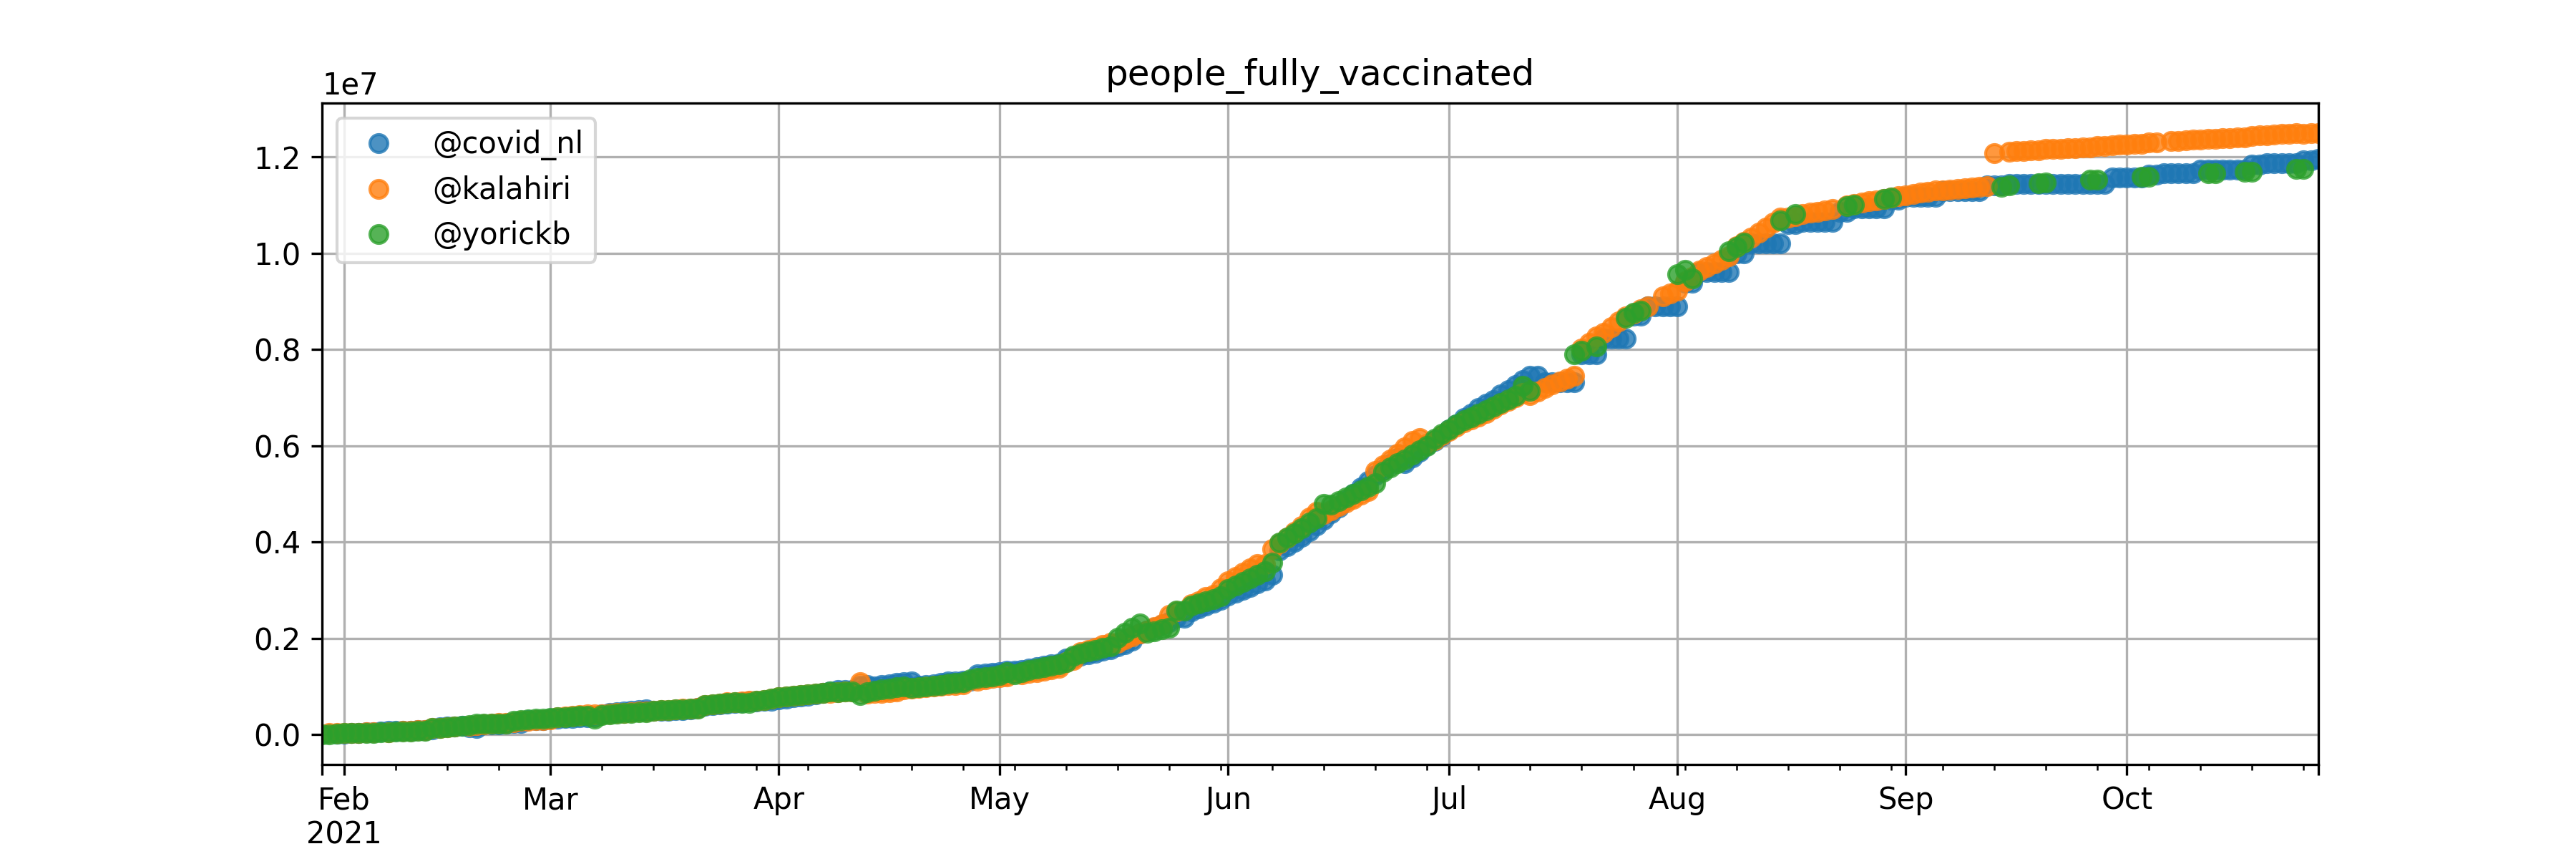 people_fully_vaccinated
1e7
@covid_nl
@kalahiri
@yorickb
1.2
1.0
0.8
0.6
0.4
0.2
0.0
Feb Mar Apr May Jun Jul Aug Sep Oct
2021